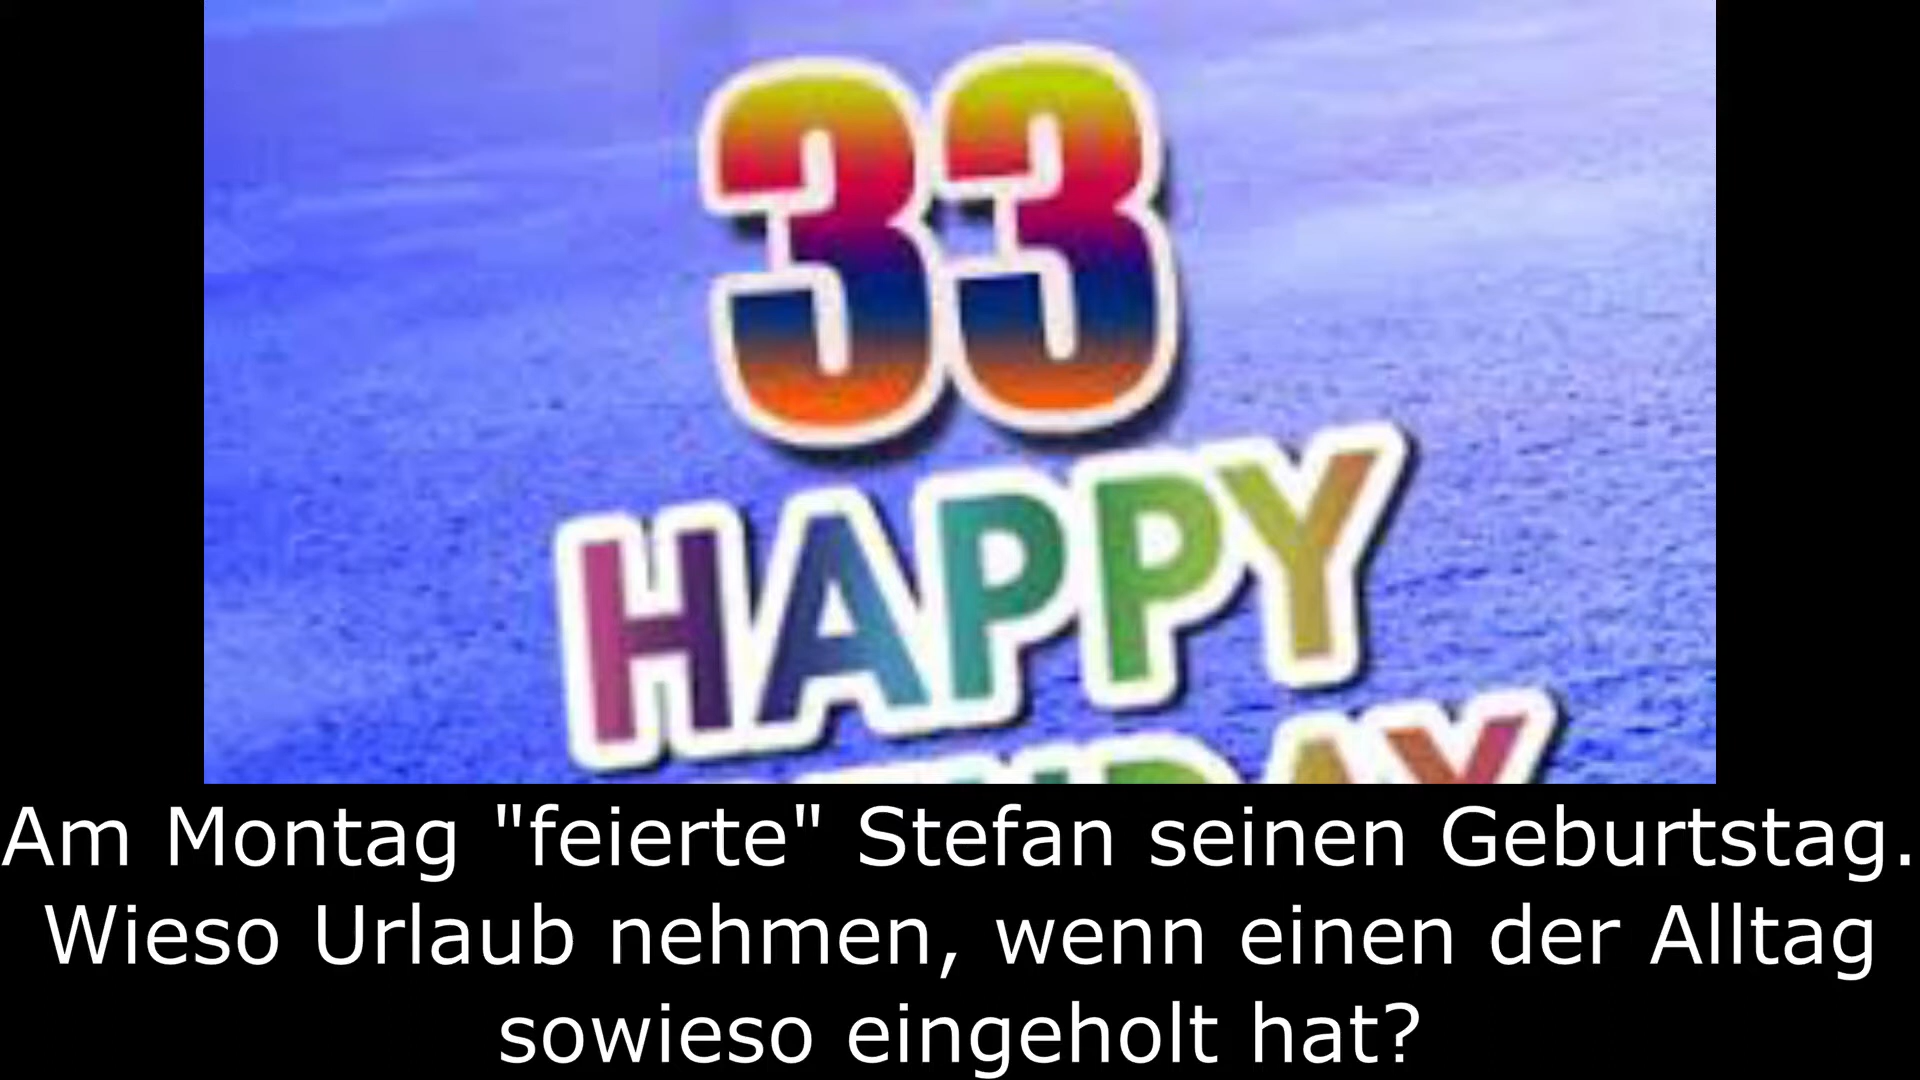 33
HAPPY
Am Montag "feierte" Stefan seinen Geburtstag.
Wieso Urlaub nehmen, wenn einen der Alltag
sowieso eingeholt hat?